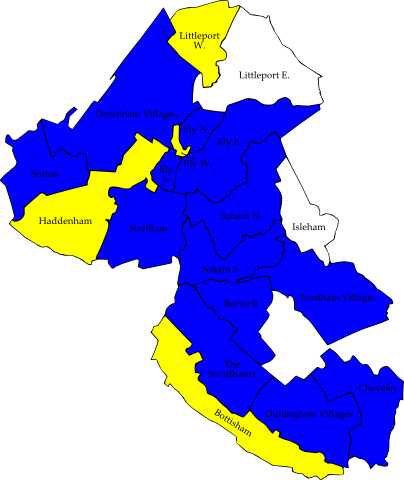 Littleport
W.
Littleport E.
Downham Villages
Ely N.
Ely E.
Ely W.
Ely
S.
Sutton
Haddenham
Stretham
Soham N.
Isleham
Soham S.
Fordham Villages
Burwell
The
Swaffhams
Cheveley
Dullingham Villages
Bottisham